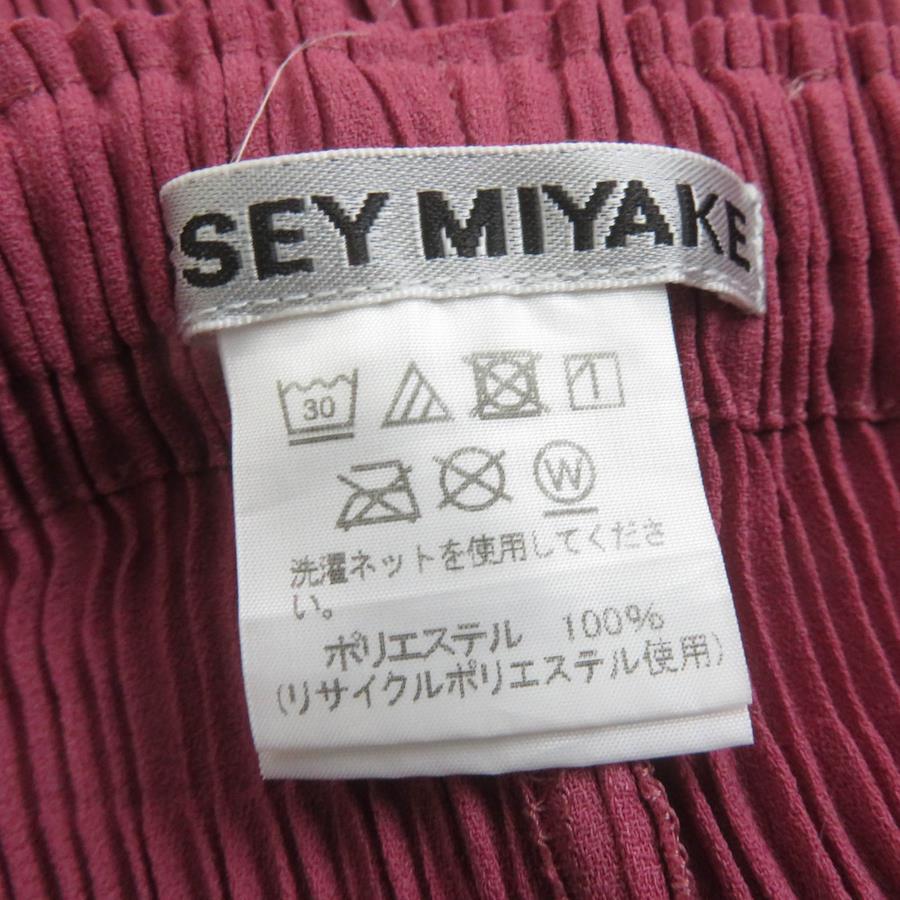 SEY MIYAKE
30
W
洗濯ネットを使用してくださ
い。
ポリエステル 100%
(リサイクルポリエステル使用)